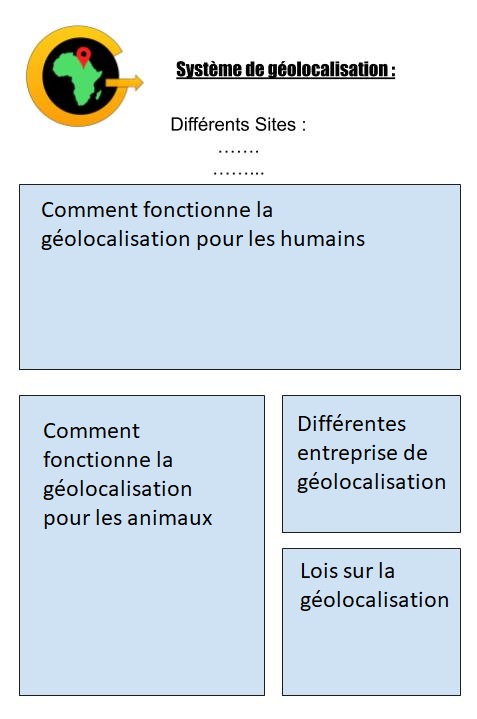 Système de géolocalisation :
Différents Sites :
…….
……...
Comment fonctionne la
géolocalisation pour les humains
Comment
fonctionne la
géolocalisation
pour les animaux
Différentes
entreprise de
géolocalisation
Lois sur la
géolocalisation